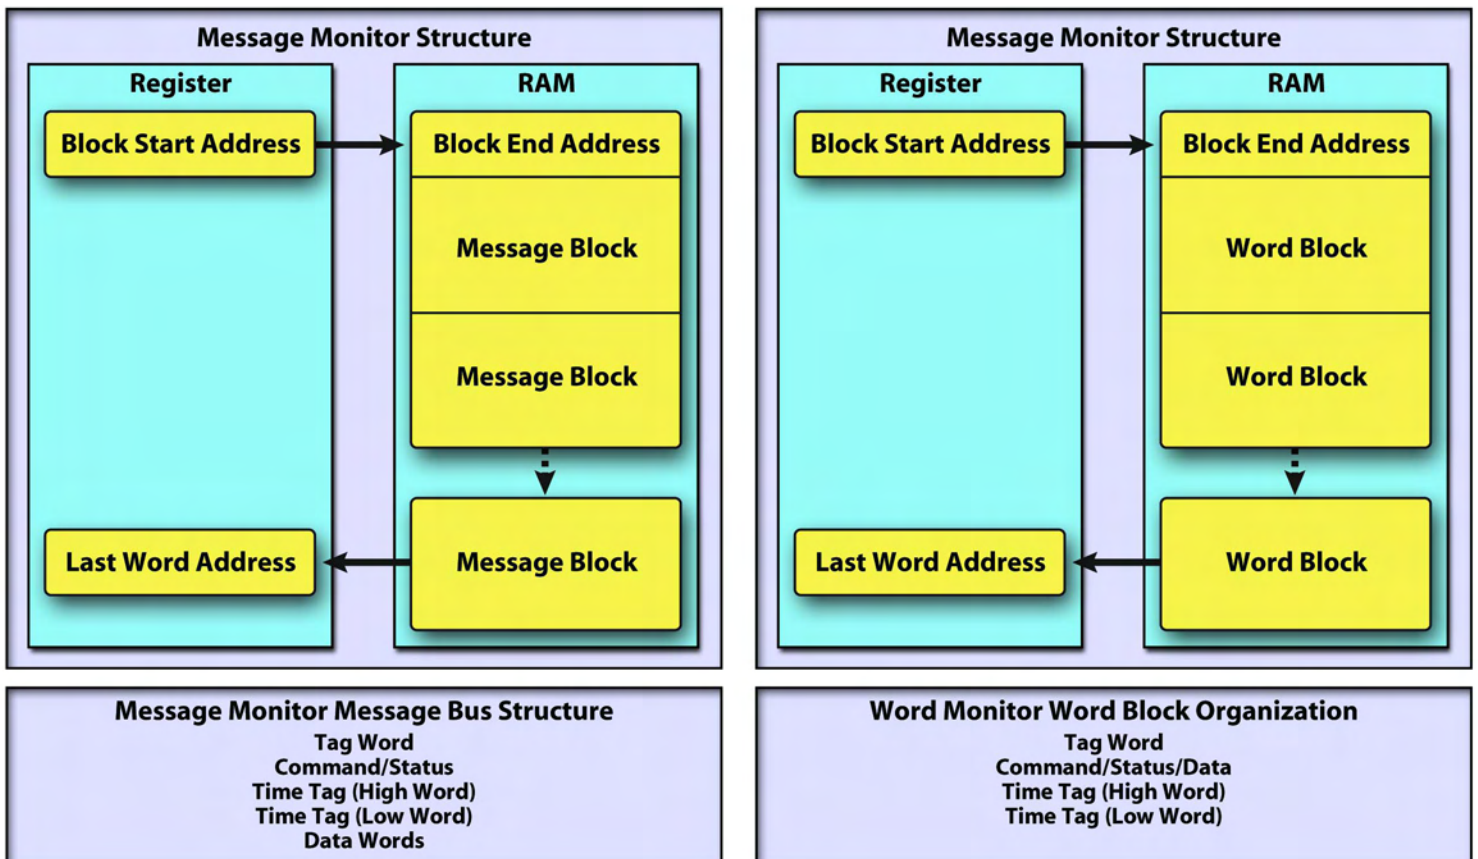 Message Monitor Structure
Register
RAM
Block Start Address
Block End Address
Message Block
Message Block
Last Word Address
Message Block
Message Monitor Structure
Register
RAM
Block Start Address
Block End Address
Word Block
Word Block
Last Word Address
Word Block
Message Monitor Message Bus Structure
Tag Word
Command/Status
Time Tag (High Word)
Time Tag (Low Word)
Data Words
Word Monitor Word Block Organization
Tag Word
Command/Status/Data
Time Tag (High Word)
Time Tag (Low Word)